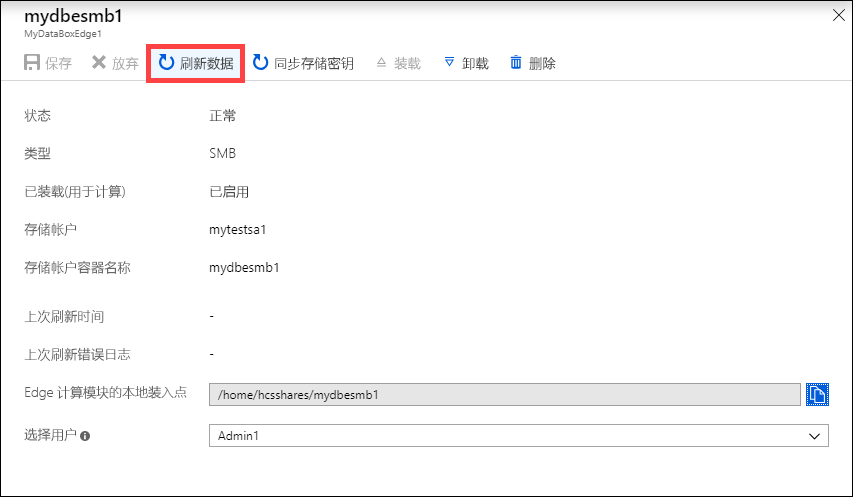 mydbesmb1
MyDataBoxEdge1
保存 放弃 刷新数据 同步存储密钥 装载 卸载 删除
状态 正常
类型 SMB
已装载(用于计算) 已启用
存储帐户 mytestsa1
存储帐户容器名称 mydbesmb1
上次刷新时间 -
上次刷新错误日志 -
Edge 计算模块的本地装入点 /home/hcsshares/mydbesmb1
选择用户 Admin1